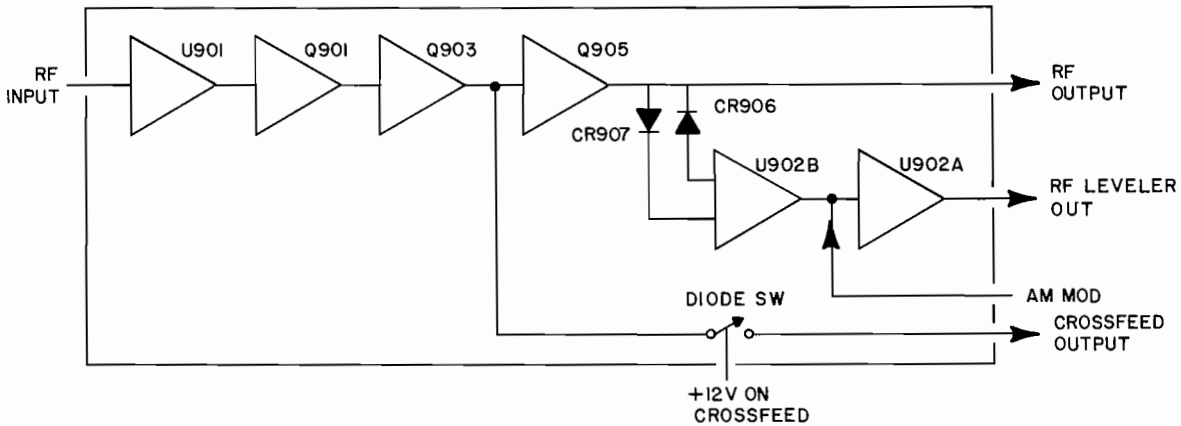 U901
Q901
Q903
Q905
RF
INPUT
RF
OUTPUT
CR906
CR907
U902B
U902A
RF LEVELER
OUT
AM MOD
DIODE SW
CROSSFEED
OUTPUT
+12V ON
CROSSFEED